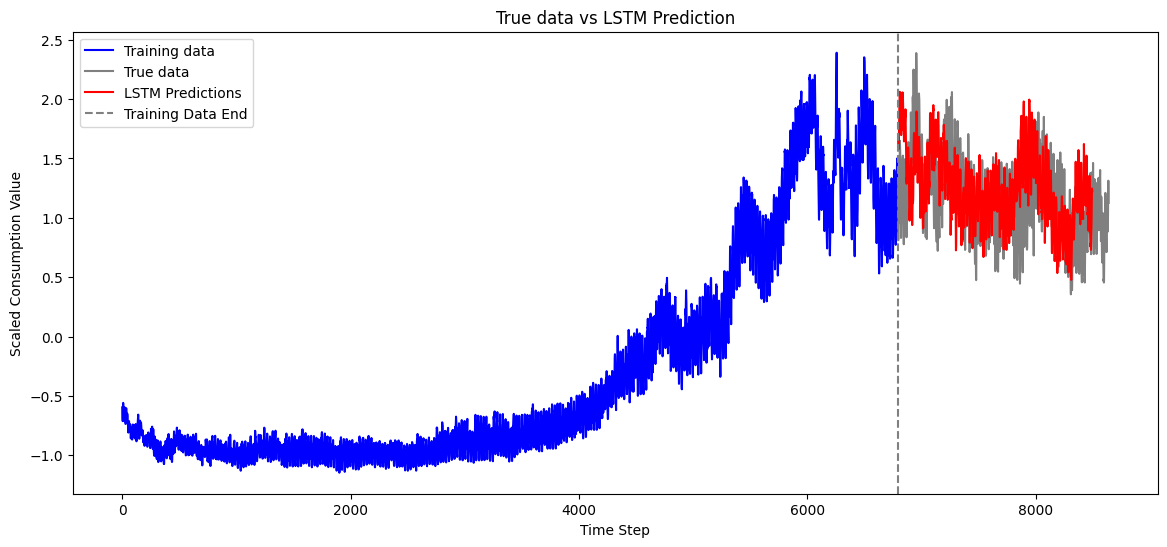 True data vs LSTM Prediction
Training data
True data
LSTM Predictions
Training Data End
Scaled Consumption Value
2.5
2.0
1.5
1.0
0.5
0.0
−0.5
−1.0
0 2000 4000 6000 8000
Time Step